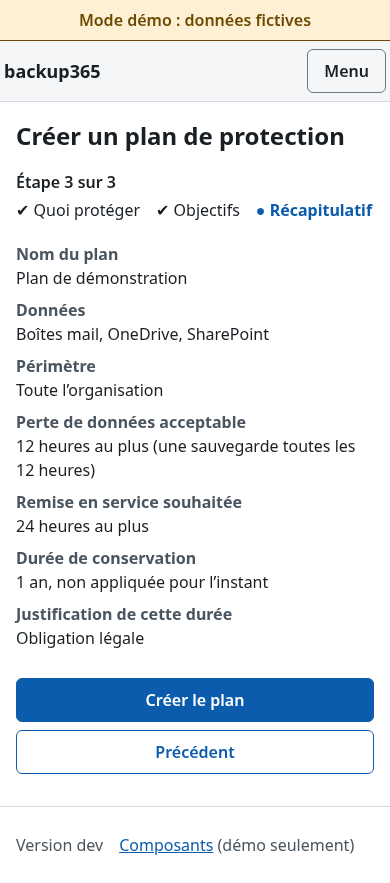 Mode démo : données fictives
backup365
Menu
Créer un plan de protection
Étape 3 sur 3
✔ Quoi protéger ✔ Objectifs ● Récapitulatif
Nom du plan
Plan de démonstration
Données
Boîtes mail, OneDrive, SharePoint
Périmètre
Toute l’organisation
Perte de données acceptable
12 heures au plus (une sauvegarde toutes les
12 heures)
Remise en service souhaitée
24 heures au plus
Durée de conservation
1 an, non appliquée pour l’instant
Justification de cette durée
Obligation légale
Créer le plan
Précédent
Version dev Composants (démo seulement)